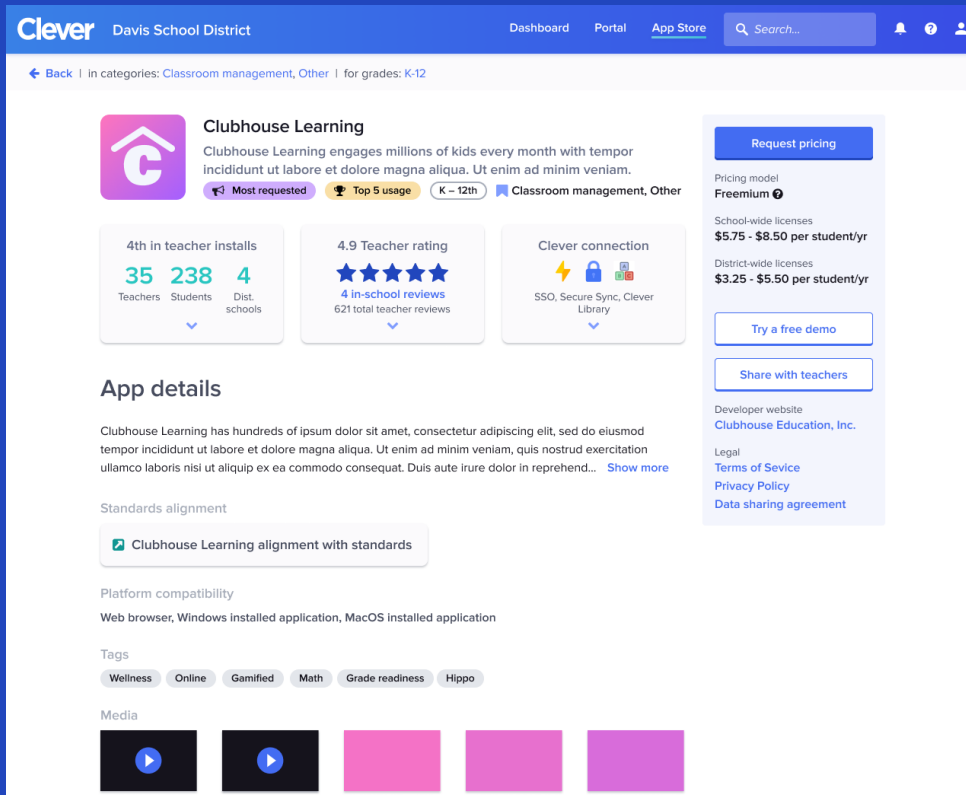 Clever Davis School District Dashboard Portal App Store Search...
Back | in categories: Classroom management, Other | for grades: K-12
Clubhouse Learning
Clubhouse Learning engages millions of kids every month with tempor
incididunt ut labore et dolore magna aliqua. Ut enim ad minim veniam.
Most requested Top 5 usage K – 12th Classroom management, Other
4th in teacher installs
35 238 4
Teachers Students Dist.
schools
4.9 Teacher rating
4 in-school reviews
621 total teacher reviews
Clever connection
SSO, Secure Sync, Clever
Library
Request pricing
Pricing model
Freemium
School-wide licenses
$5.75 - $8.50 per student/yr
District-wide licenses
$3.25 - $5.50 per student/yr
Try a free demo
Share with teachers
Developer website
Clubhouse Education, Inc.
Legal
Terms of Sevice
Privacy Policy
Data sharing agreement
App details
Clubhouse Learning has hundreds of ipsum dolor sit amet, consectetur adipiscing elit, sed do eiusmod
tempor incididunt ut labore et dolore magna aliqua. Ut enim ad minim veniam, quis nostrud exercitation
ullamco laboris nisi ut aliquip ex ea commodo consequat. Duis aute irure dolor in reprehend... Show more
Standards alignment
Clubhouse Learning alignment with standards
Platform compatibility
Web browser, Windows installed application, MacOS installed application
Tags
Wellness Online Gamified Math Grade readiness Hippo
Media